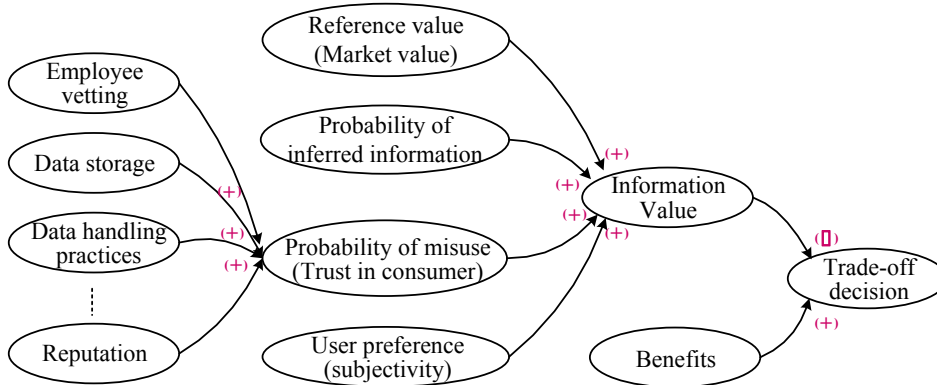 Employee
vetting
Data storage
Data handling
practices
Reputation
(+)
(+)
(+)
Reference value
(Market value)
Probability of
inferred information
Probability of misuse
(Trust in consumer)
User preference
(subjectivity)
(+)
(+)
(+)
(+)
Information
Value
Benefits
(▯)
Trade-off
decision
(+)